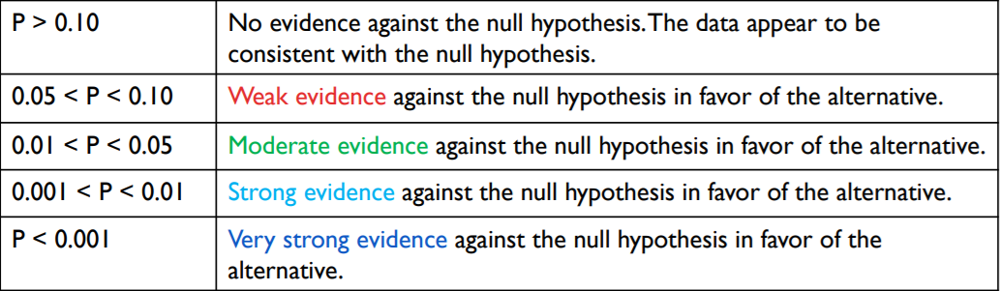 P > 0.10
No evidence against the null hypothesis. The data appear to be
consistent with the null hypothesis.
0.05 < P < 0.10
Weak evidence against the null hypothesis in favor of the alternative.
0.01 < P < 0.05
Moderate evidence against the null hypothesis in favor of the alternative.
0.001 < P < 0.01
Strong evidence against the null hypothesis in favor of the alternative.
P < 0.001
Very strong evidence against the null hypothesis in favor of the
alternative.